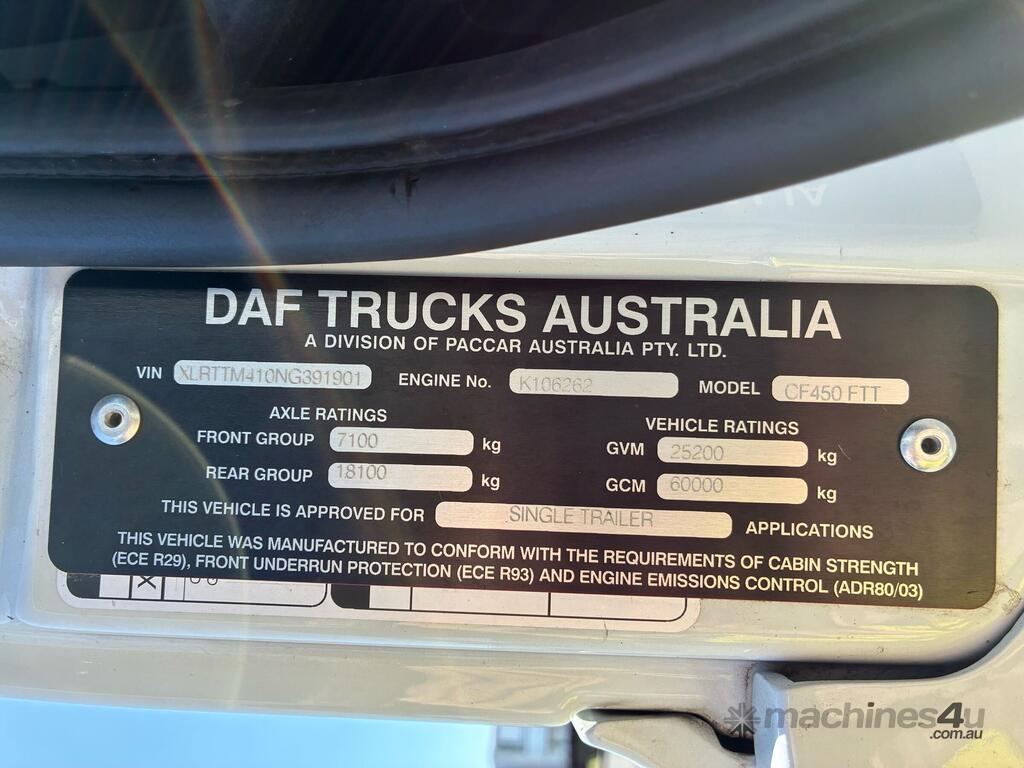 DAF TRUCKS AUSTRALIA
A DIVISION OF PACCAR AUSTRALIA PTY. LTD.
VIN XLRTTM410NG391901 ENGINE No. K106262 MODEL CF450 FTT
AXLE RATINGS VEHICLE RATINGS
FRONT GROUP 7100 kg GVM 25200 kg
REAR GROUP 18100 kg GCM 60000 kg
THIS VEHICLE IS APPROVED FOR SINGLE TRAILER APPLICATIONS
THIS VEHICLE WAS MANUFACTURED TO CONFORM WITH THE REQUIREMENTS OF CABIN STRENGTH
(ECE R29), FRONT UNDERRUN PROTECTION (ECE R93) AND ENGINE EMISSIONS CONTROL (ADR80/03)
machines4u
.com.au